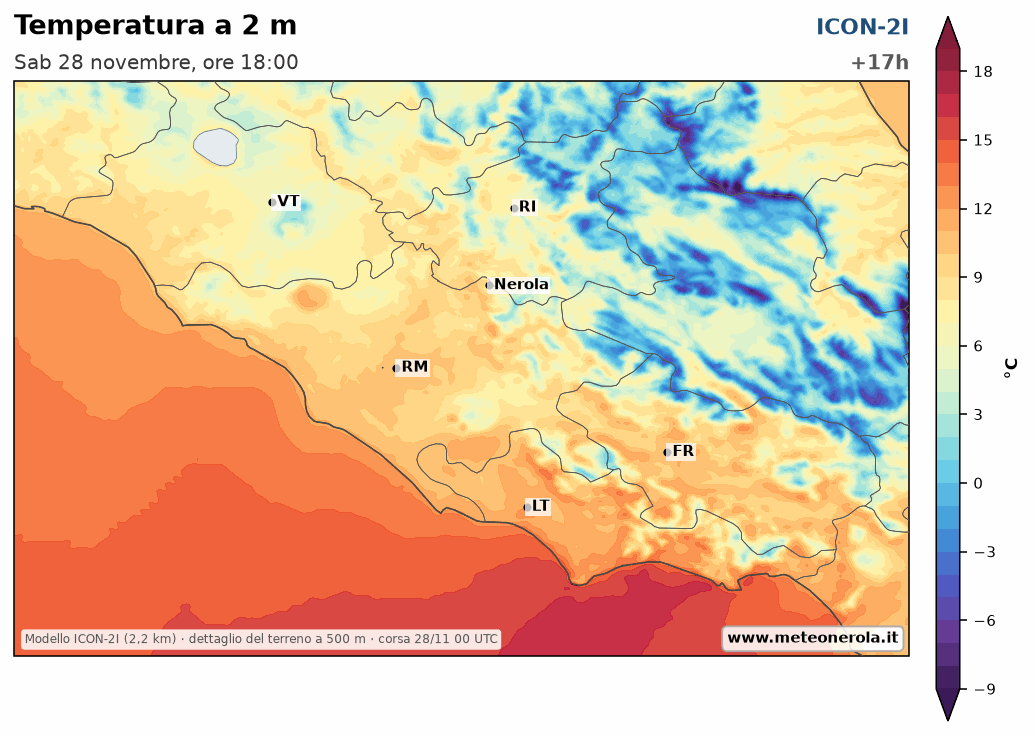 Temperatura a 2 m
ICON-2I
Sab 28 novembre, ore 18:00
+17h
18
15
12
9
6
3
0
−3
−6
−9
°C
VT
RI
Nerola
RM
FR
LT
Modello ICON-2I (2,2 km) · dettaglio del terreno a 500 m · corsa 28/11 00 UTC
www.meteonerola.it